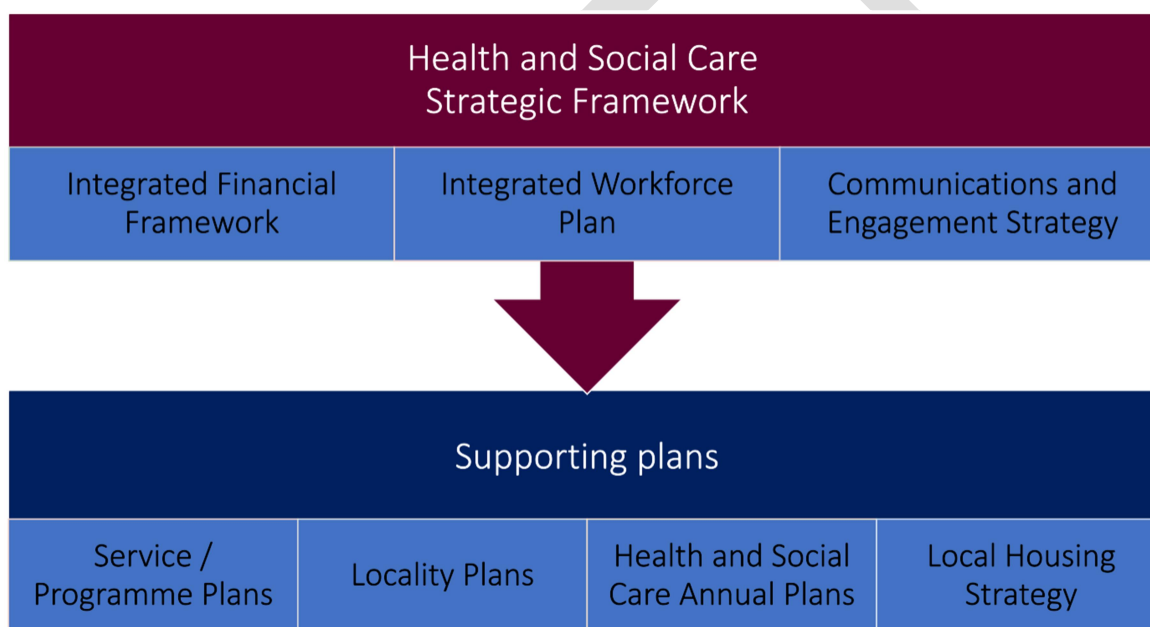 Health and Social Care
Strategic Framework
Integrated Financial
Framework
Integrated Workforce
Plan
Communications and
Engagement Strategy
Supporting plans
Service /
Programme Plans
Locality Plans
Health and Social
Care Annual Plans
Local Housing
Strategy